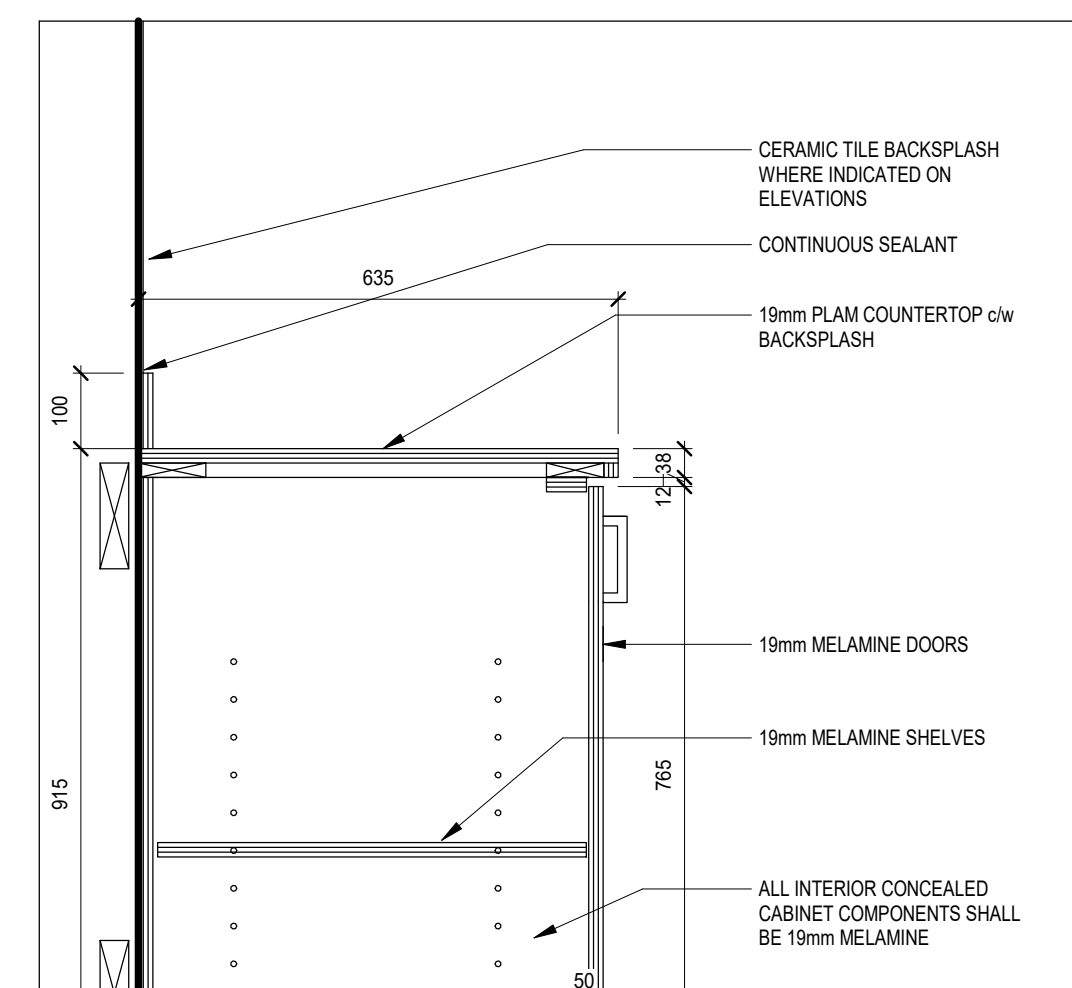 CERAMIC TILE BACKSPLASH
WHERE INDICATED ON
ELEVATIONS
CONTINUOUS SEALANT
635
19mm PLAM COUNTERTOP c/w
BACKSPLASH
100
38
12
19mm MELAMINE DOORS
19mm MELAMINE SHELVES
765
915
ALL INTERIOR CONCEALED
CABINET COMPONENTS SHALL
BE 19mm MELAMINE
50